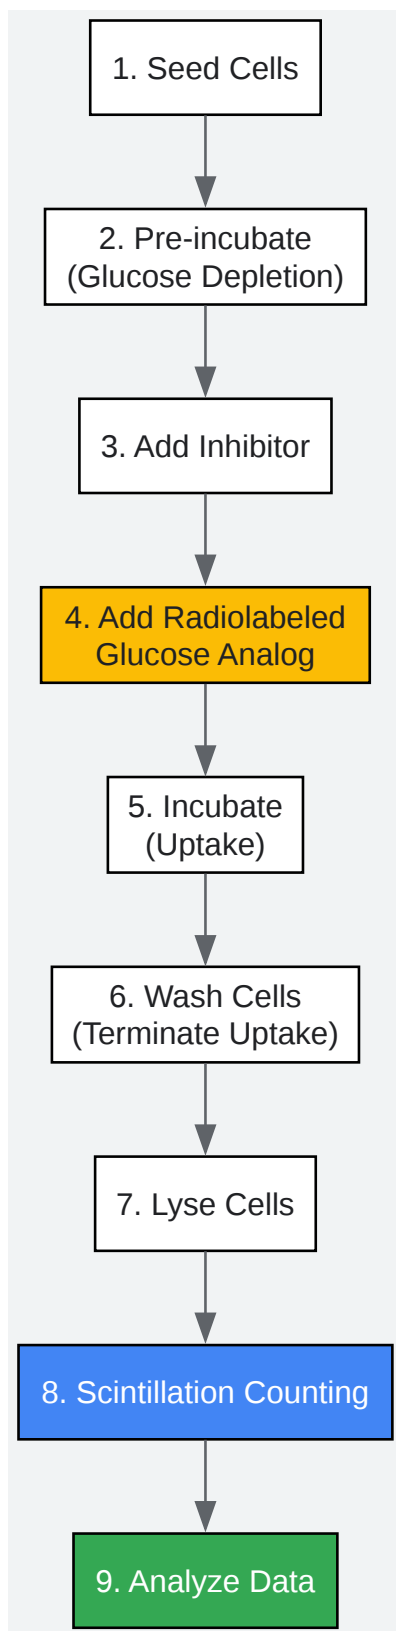 1. Seed Cells
2. Pre-incubate
(Glucose Depletion)
3. Add Inhibitor
4. Add Radiolabeled
Glucose Analog
5. Incubate
(Uptake)
6. Wash Cells
(Terminate Uptake)
7. Lyse Cells
8. Scintillation Counting
9. Analyze Data